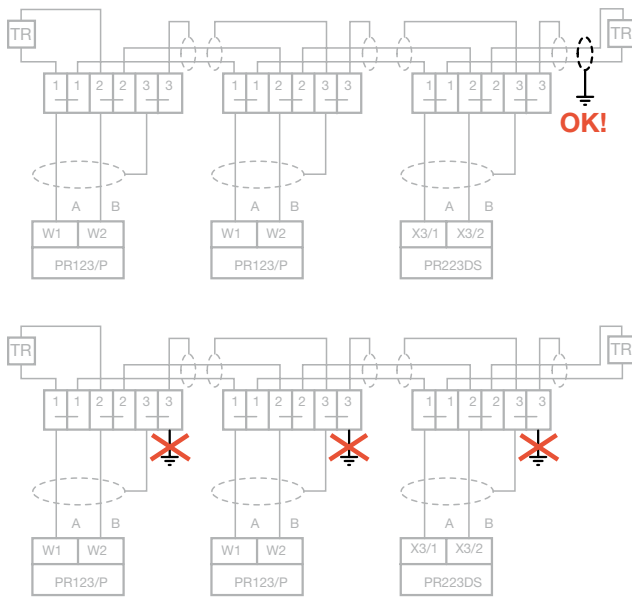 TR TR
1 1 2 2 3 3 1 1 2 2 3 3 1 1 2 2 3 3
OK!
A B A B A B
W1 W2 W1 W2 X3/1 X3/2
PR123/P PR123/P PR223DS
TR TR
1 1 2 2 3 3 1 1 2 2 3 3 1 1 2 2 3 3
A B A B A B
W1 W2 W1 W2 X3/1 X3/2
PR123/P PR123/P PR223DS